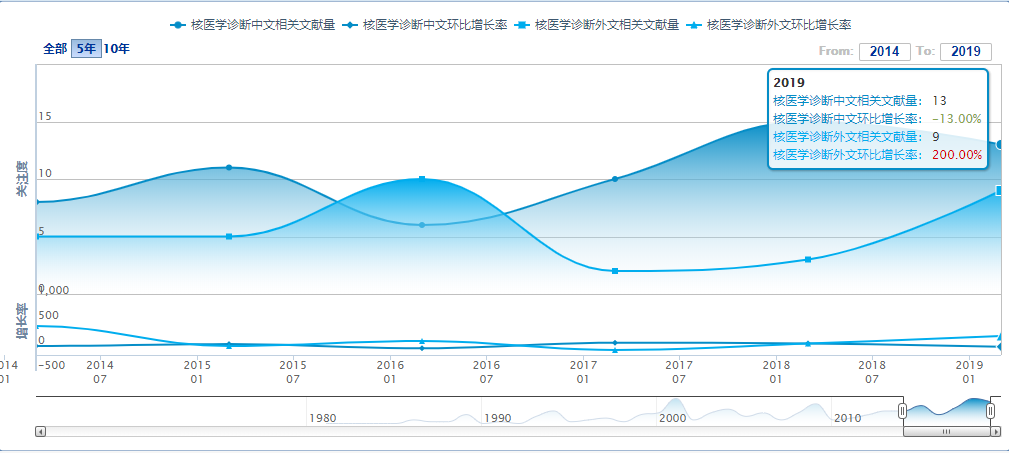 核医学诊断中文相关文献量 核医学诊断中文环比增长率 核医学诊断外文相关文献量 核医学诊断外文环比增长率
全部 5年 10年 From: 2014 To: 2019
2019
核医学诊断中文相关文献量: 13
核医学诊断中文环比增长率: -13.00%
核医学诊断外文相关文献量: 9
核医学诊断外文环比增长率: 200.00%
关注度
15
10
5
0
增长率
1,000
500
0
-500
2014 2014 2015 2015 2016 2016 2017 2017 2018 2018 2019
01 07 01 07 01 07 01 07 01 07 01
1980 1990 2000 2010